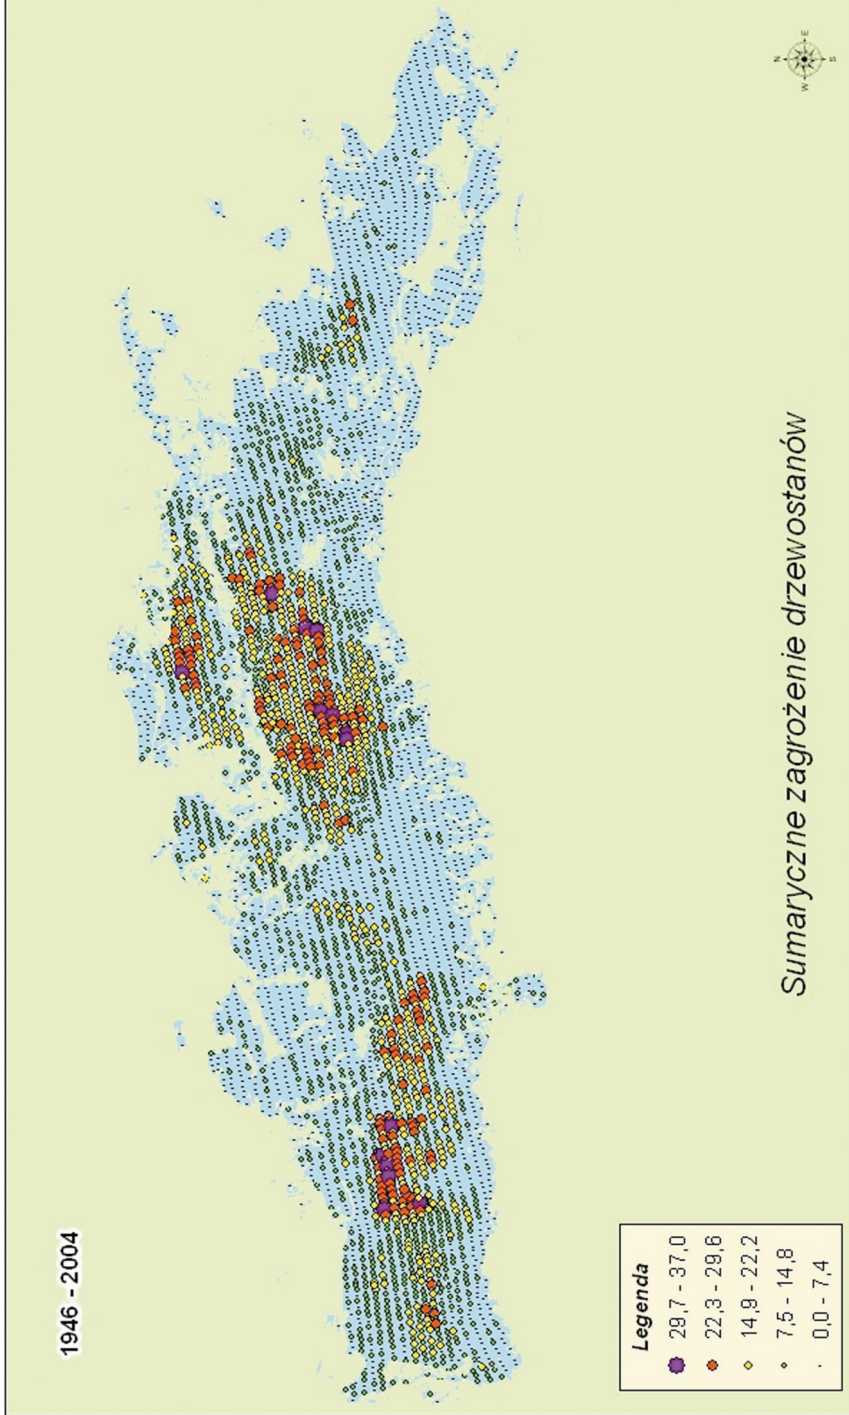 1946 - 2004
Sumaryczne zagrożenie drzewostanów
Legenda
29,7 - 37,0
22,3 - 29,6
14,9 - 22,2
7,5 - 14,8
0,0 - 7,4
N
W E
S